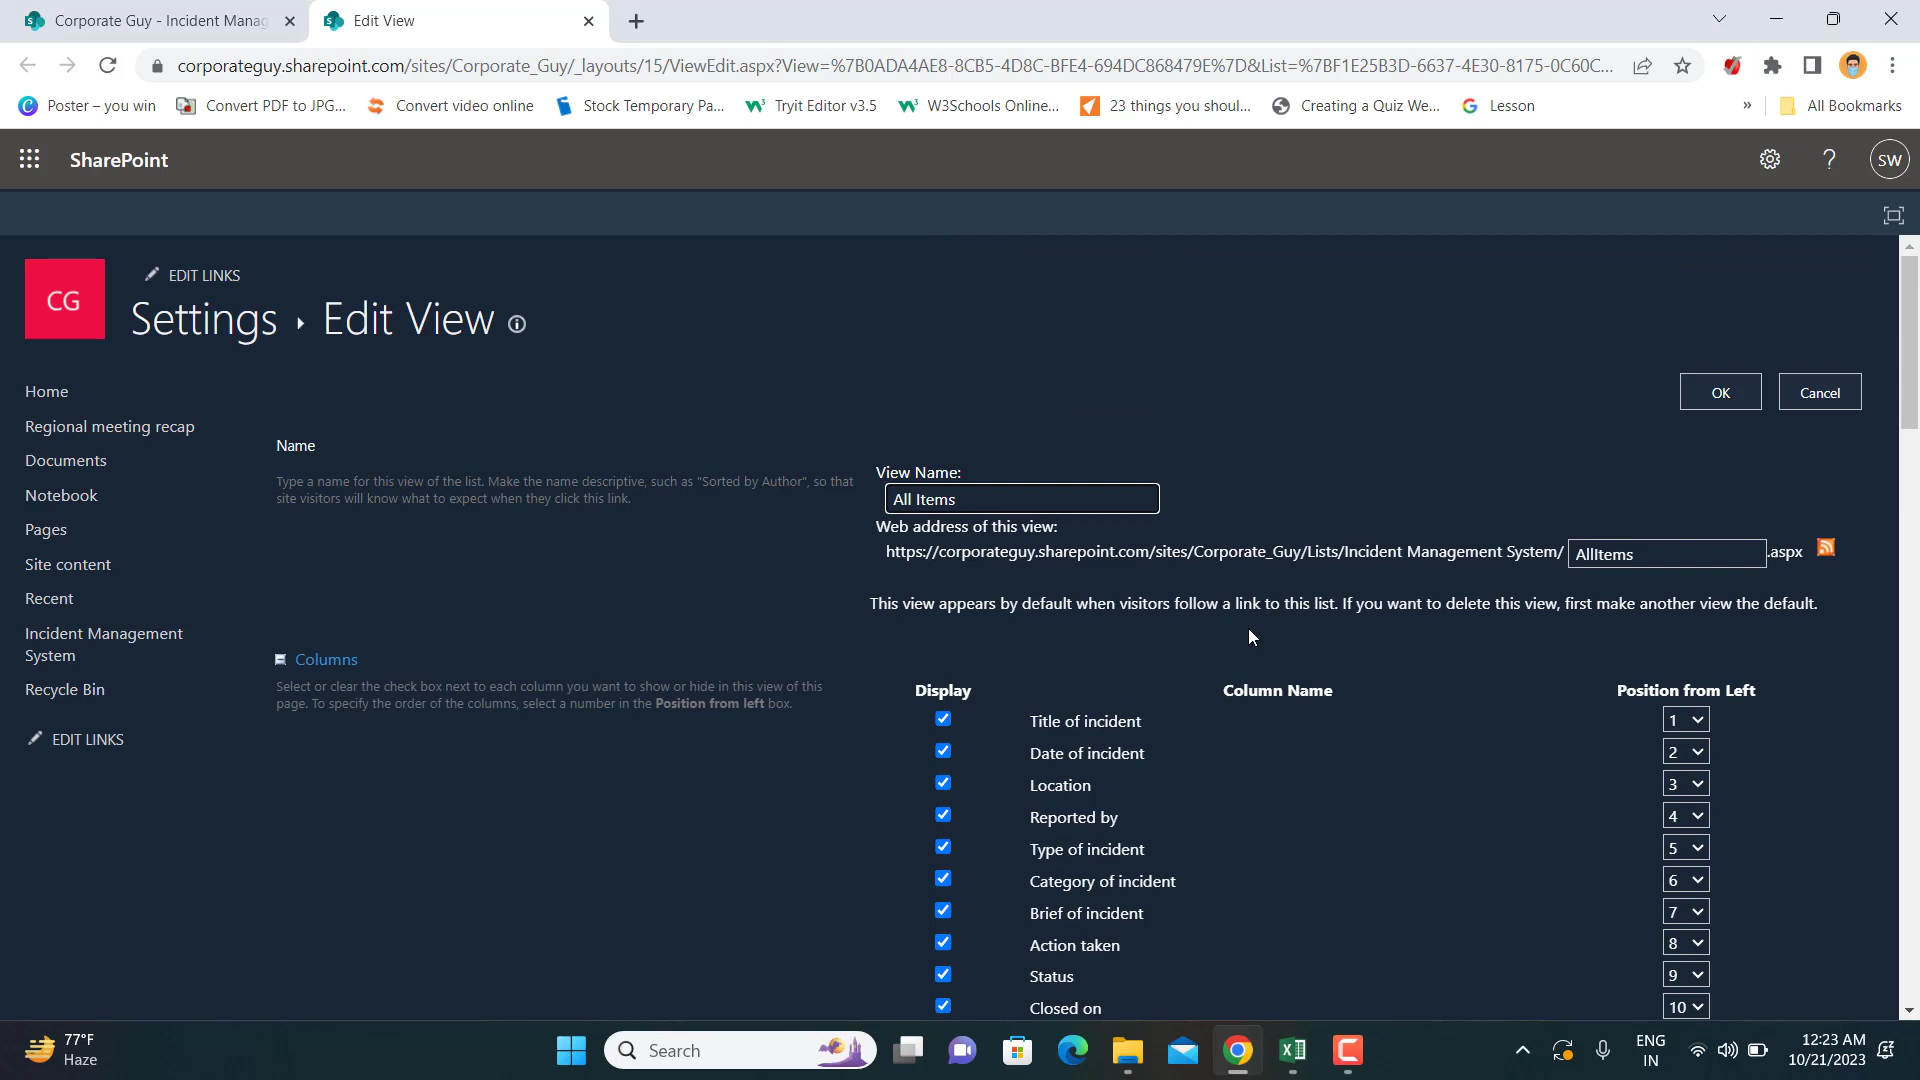 Corporate Guy - Incident Manag
Edit View
corporateguy.sharepoint.com/sites/Corporate_Guy/_layouts/15/ViewEdit.aspx?View=%7B0ADA4AE8-8CB5-4D8C-BFE4-694DC868479E%7D&List=%7BF1E25B3D-6637-4E30-8175-0C60C...
Poster – you win
Convert PDF to JPG...
Convert video online
Stock Temporary Pa...
Tryit Editor v3.5
W3Schools Online...
23 things you shoul...
Creating a Quiz We...
Lesson
»
All Bookmarks
SharePoint
?
SW
CG
EDIT LINKS
Settings ▸ Edit View
OK
Cancel
Home
Regional meeting recap
Documents
Notebook
Pages
Site content
Recent
Incident Management
System
Recycle Bin
EDIT LINKS
Name
Type a name for this view of the list. Make the name descriptive, such as "Sorted by Author", so that
site visitors will know what to expect when they click this link.
View Name:
All Items
Web address of this view:
https://corporateguy.sharepoint.com/sites/Corporate_Guy/Lists/Incident Management System/ AllItems .aspx
This view appears by default when visitors follow a link to this list. If you want to delete this view, first make another view the default.
Columns
Select or clear the check box next to each column you want to show or hide in this view of this
page. To specify the order of the columns, select a number in the Position from left box.
Display Column Name Position from Left
Title of incident 1
Date of incident 2
Location 3
Reported by 4
Type of incident 5
Category of incident 6
Brief of incident 7
Action taken 8
Status 9
Closed on 10
77°F
Haze
Search
ENG
IN
12:23 AM
10/21/2023